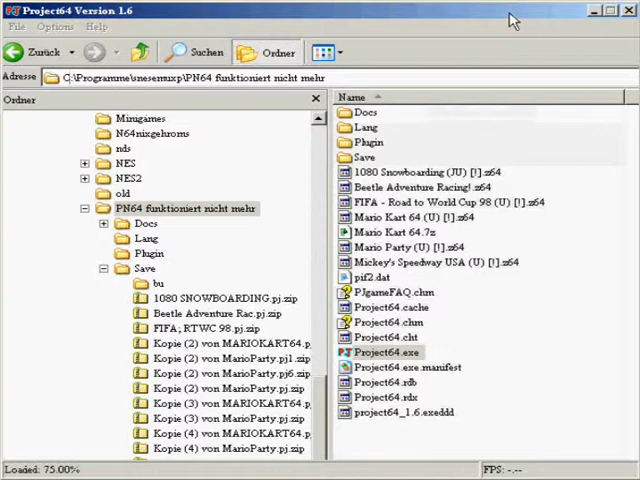 Project64 Version 1.6
File Options Help
Zurück Suchen Ordner
Adresse C:\Programme\snesemuxp\PN64 funktioniert nicht mehr
Ordner
Minigames
N64nixgehroms
nds
NES
NES2
old
PN64 funktioniert nicht mehr
Docs
Lang
Plugin
Save
bu
1080 SNOWBOARDING.pj.zip
Beetle Adventure Rac.pj.zip
FIFA; RTWC 98.pj.zip
Kopie (2) von MARIOKART64.p
Kopie (2) von MarioParty.pj1.zip
Kopie (2) von MarioParty.pj6.zip
Kopie (2) von MarioParty.pj.zip
Kopie (3) von MARIOKART64.p
Kopie (3) von MarioParty.pj.zip
Kopie (4) von MARIOKART64.p
Kopie (4) von MarioParty.pj.zip
Name
Docs
Lang
Plugin
Save
1080 Snowboarding (JU) [!].z64
Beetle Adventure Racing!.z64
FIFA - Road to World Cup 98 (U) [!].z64
Mario Kart 64 (U) [!].z64
Mario Kart 64.7z
Mario Party (U) [!].z64
Mickey's Speedway USA (U) [!].z64
pif2.dat
PJgameFAQ.chm
Project64.cache
Project64.chm
Project64.cht
Project64.exe
Project64.exe.manifest
Project64.rdb
Project64.rdx
project64_1.6.exeddd
Loaded: 75.00% FPS: -.--